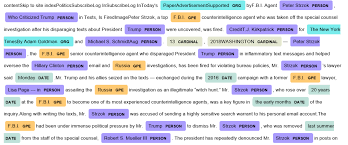 contentSkip to site indexPoliticsSubscribeLog InSubscribeLog InToday's PaperAdvertisementSupported ORG by F.B.I. Agent Peter Strzok PERSON ,
Who Criticized Trump PERSON in Texts, Is FiredImagePeter Strzok, a top F.B.I. GPE counterintelligence agent who was taken off the special counsel
investigation after his disparaging texts about President Trump PERSON were uncovered, was fired. CreditT.J. Kirkpatrick PERSON for The New York
TimesBy Adam Goldman ORG and Michael S. SchmidtAug PERSON . 13 CARDINAL , 2018WASHINGTON CARDINAL — Peter Strzok
PERSON , the F.B.I. GPE senior counterintelligence agent who disparaged President Trump PERSON in inflammatory text messages and helped
oversee the Hillary Clinton PERSON email and Russia GPE investigations, has been fired for violating bureau policies, Mr. Strzok PERSON 's lawyer
said Monday DATE .Mr. Trump and his allies seized on the texts — exchanged during the 2016 DATE campaign with a former F.B.I. GPE lawyer,
Lisa Page — in PERSON assailing the Russia GPE investigation as an illegitimate "witch hunt." Mr. Strzok PERSON , who rose over 20 years
DATE at the F.B.I. GPE to become one of its most experienced counterintelligence agents, was a key figure in the early months DATE of the
inquiry.Along with writing the texts, Mr. Strzok PERSON was accused of sending a highly sensitive search warrant to his personal email account.The
F.B.I. GPE had been under immense political pressure by Mr. Trump PERSON to dismiss Mr. Strzok PERSON , who was removed last summer
DATE from the staff of the special counsel, Robert S. Mueller III PERSON . The president has repeatedly denounced Mr. Strzok PERSON in posts on